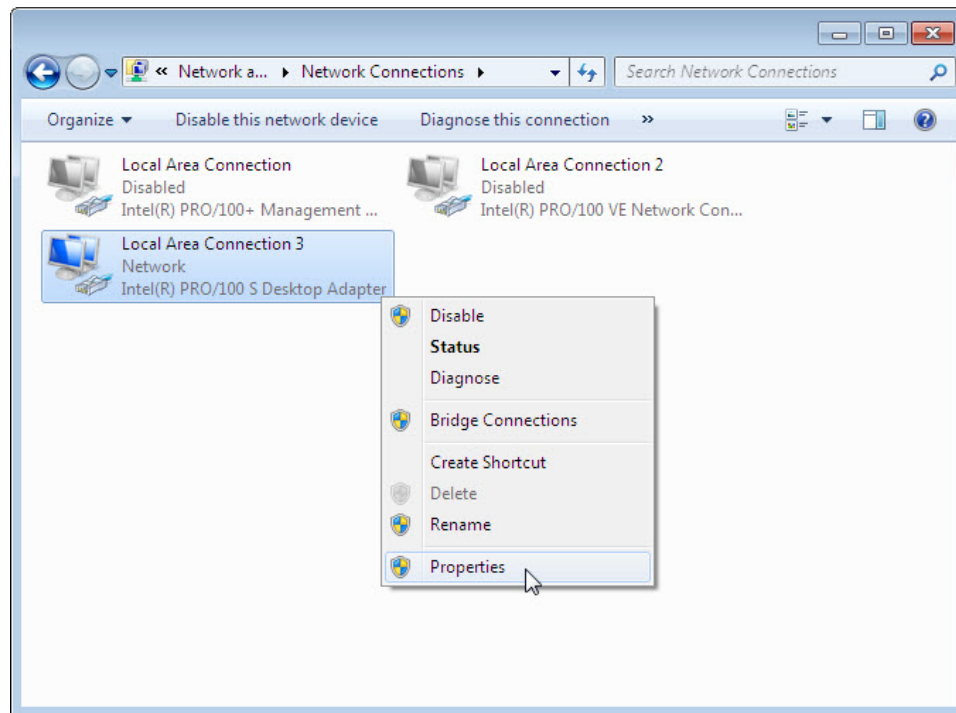 « Network a... ▸ Network Connections ▸
Search Network Connections
Organize Disable this network device Diagnose this connection »
Local Area Connection
Disabled
Intel(R) PRO/100+ Management ...
Local Area Connection 2
Disabled
Intel(R) PRO/100 VE Network Con...
Local Area Connection 3
Network
Intel(R) PRO/100 S Desktop Adapter
Disable
Status
Diagnose
Bridge Connections
Create Shortcut
Delete
Rename
Properties